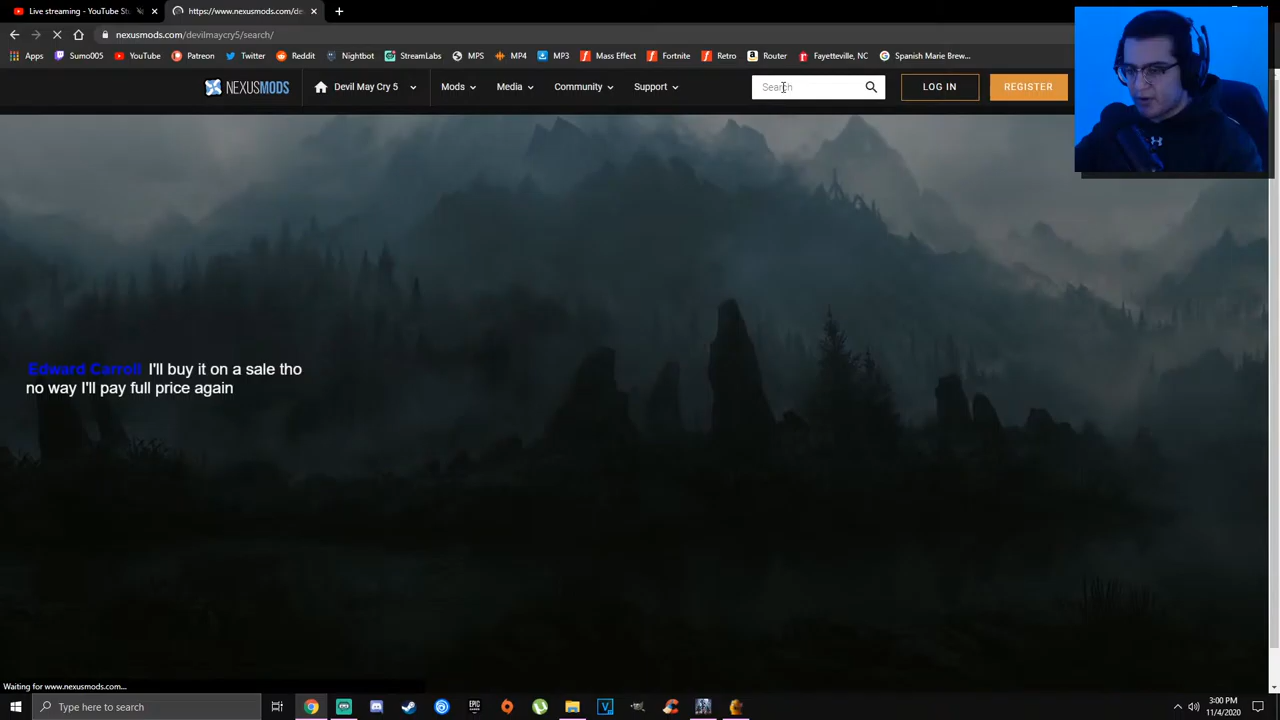 Live streaming - YouTube Stu
https://www.nexusmods.com/de
nexusmods.com/devilmaycry5/search/
Apps Sumo005 YouTube Patreon Twitter Reddit Nightbot StreamLabs MPS MP4 MP3 Mass Effect Fortnite Retro Router Fayetteville, NC Spanish Marie Brew...
NEXUSMODS Devil May Cry 5 Mods Media Community Support Search LOG IN REGISTER
Edward Carroll I'll buy it on a sale tho
no way I'll pay full price again
Waiting for www.nexusmods.com...
Type here to search
3:00 PM
11/4/2020